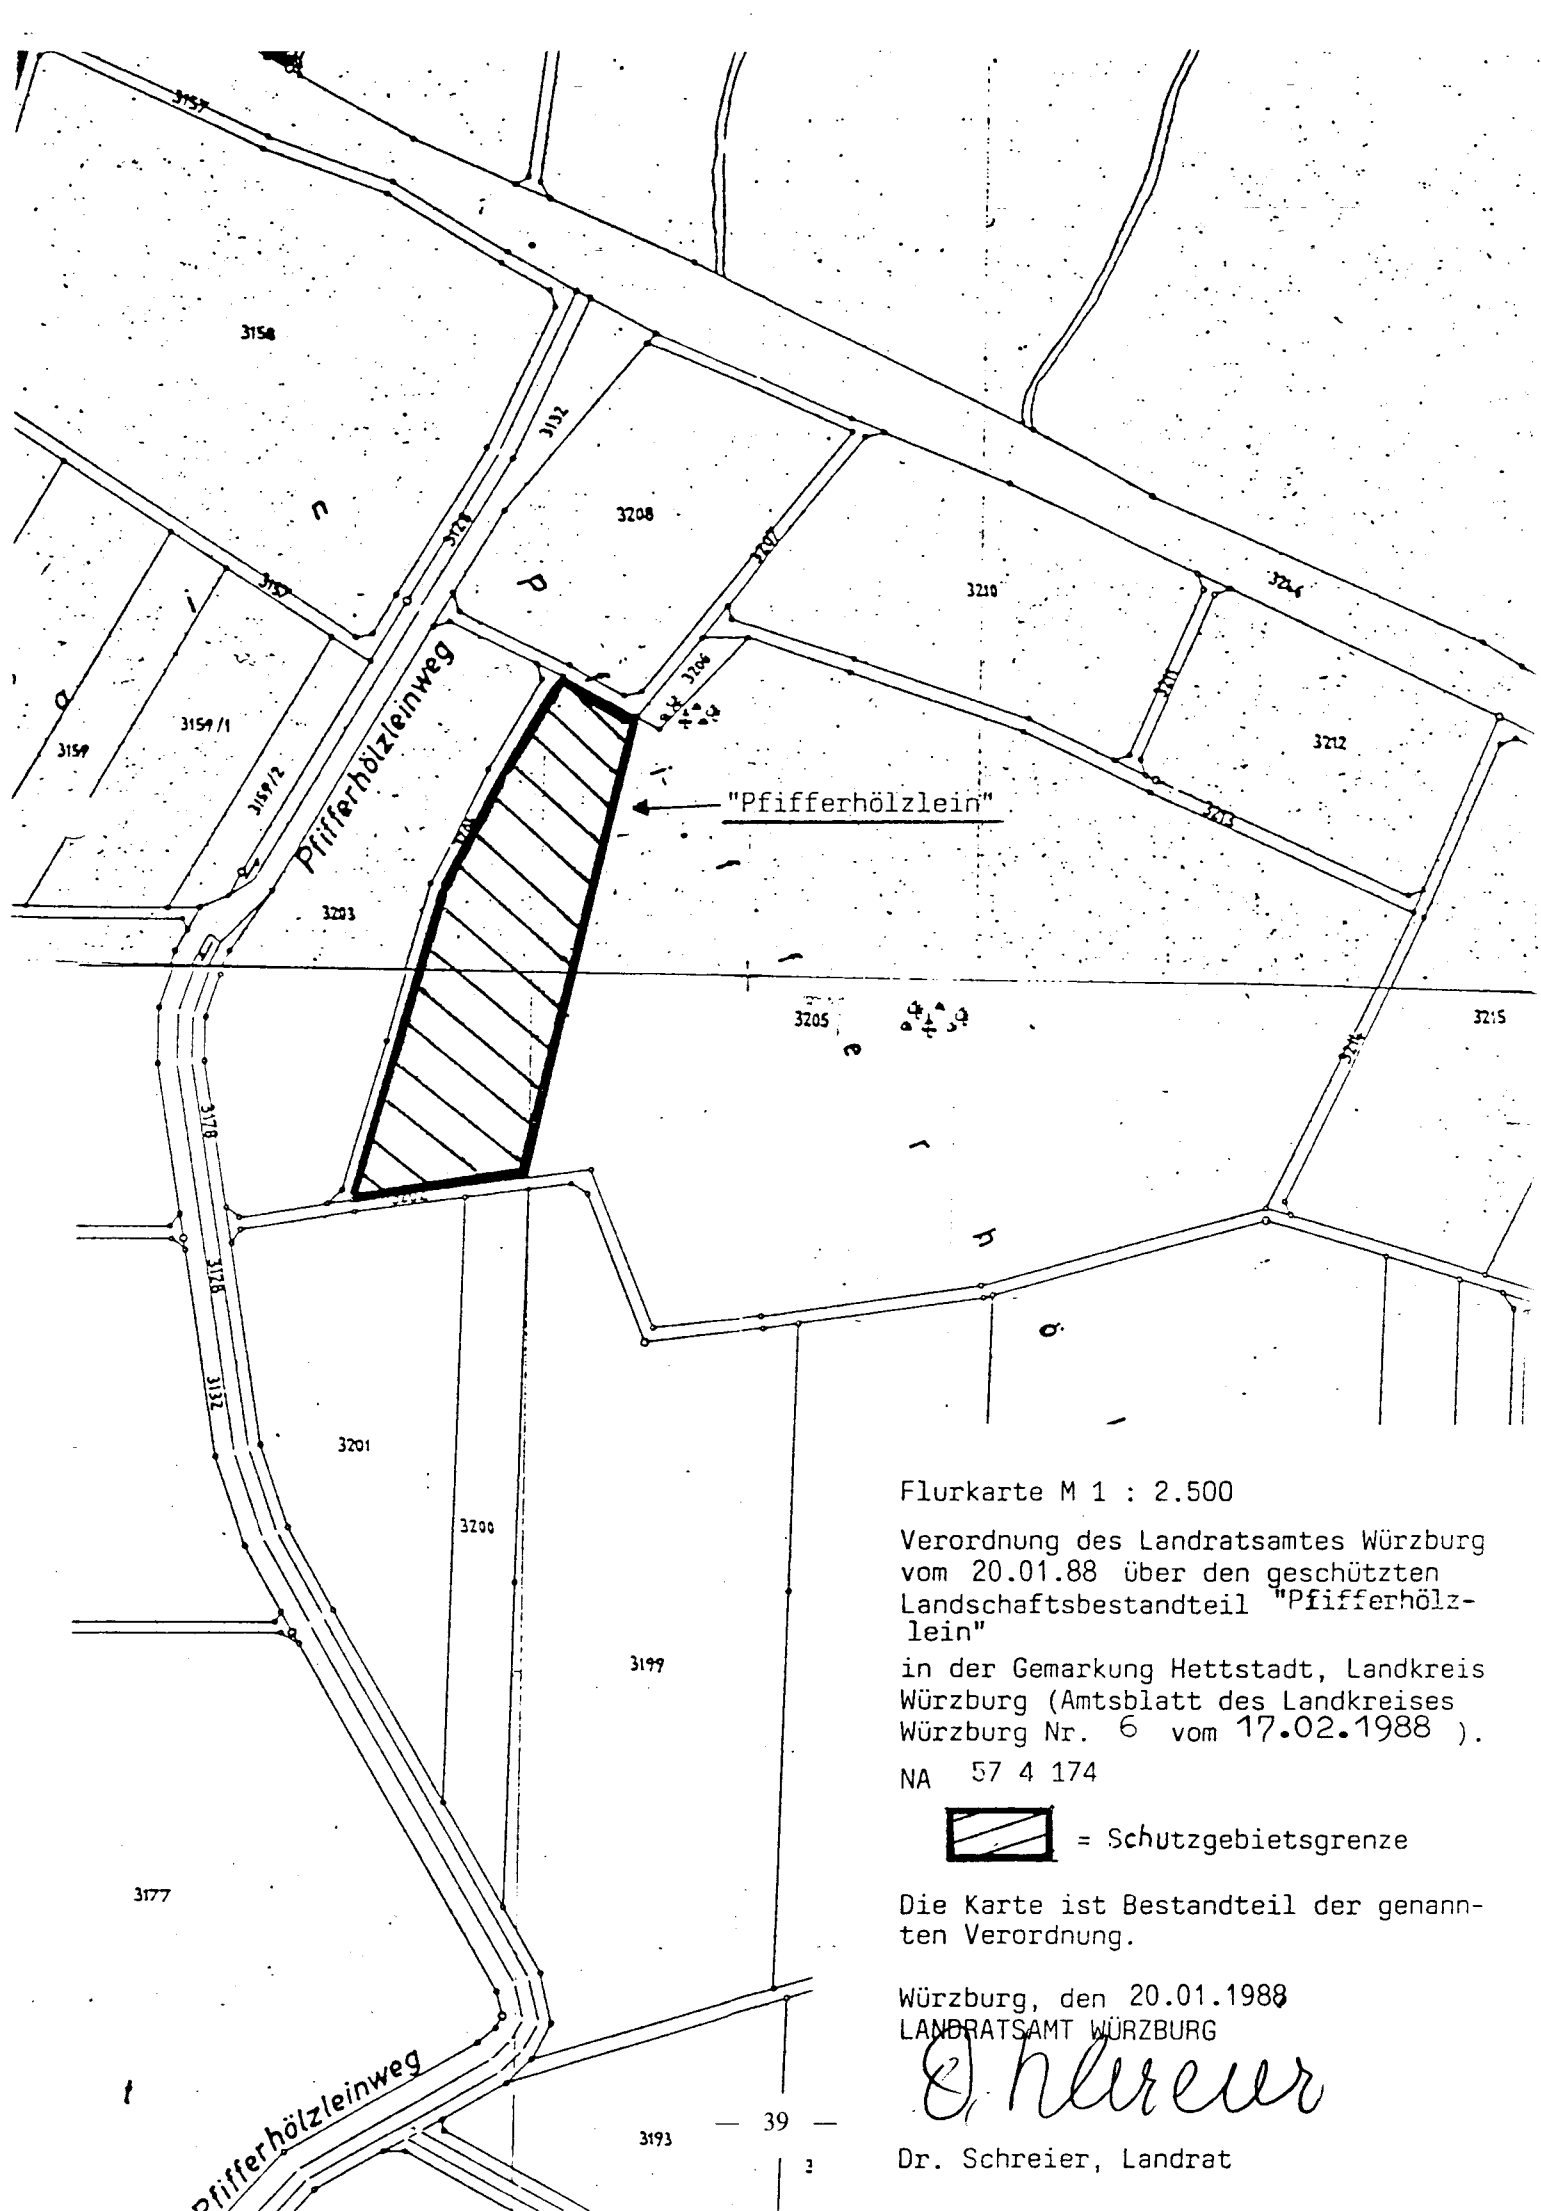 3157
i
3158
3132
n
3128
3208
3207
P
3157
3210
3246
i
f
3206
3211
a
3159/1
3159
Pfifferhölzleinweg
3159/2
3212
i
"Pfifferhölzlein"
3213
f
3203
f
3205
3215
e
3214
3178
r
3202
h
3128
ö
3132
l
3201
3200
3199
3177
Flurkarte M 1 : 2.500
Verordnung des Landratsamtes Würzburg
vom 20.01.88 über den geschützten
Landschaftsbestandteil "Pfifferhölz-
lein"
in der Gemarkung Hettstadt, Landkreis
Würzburg (Amtsblatt des Landkreises
Würzburg Nr. 6 vom 17.02.1988 ).
NA 57 4 174
= Schutzgebietsgrenze
Die Karte ist Bestandteil der genann-
ten Verordnung.
Würzburg, den 20.01.1988
LANDRATSAMT WÜRZBURG
Dr. Schreier, Landrat
t
Pfifferhölzleinweg
3193
— 39 —
3